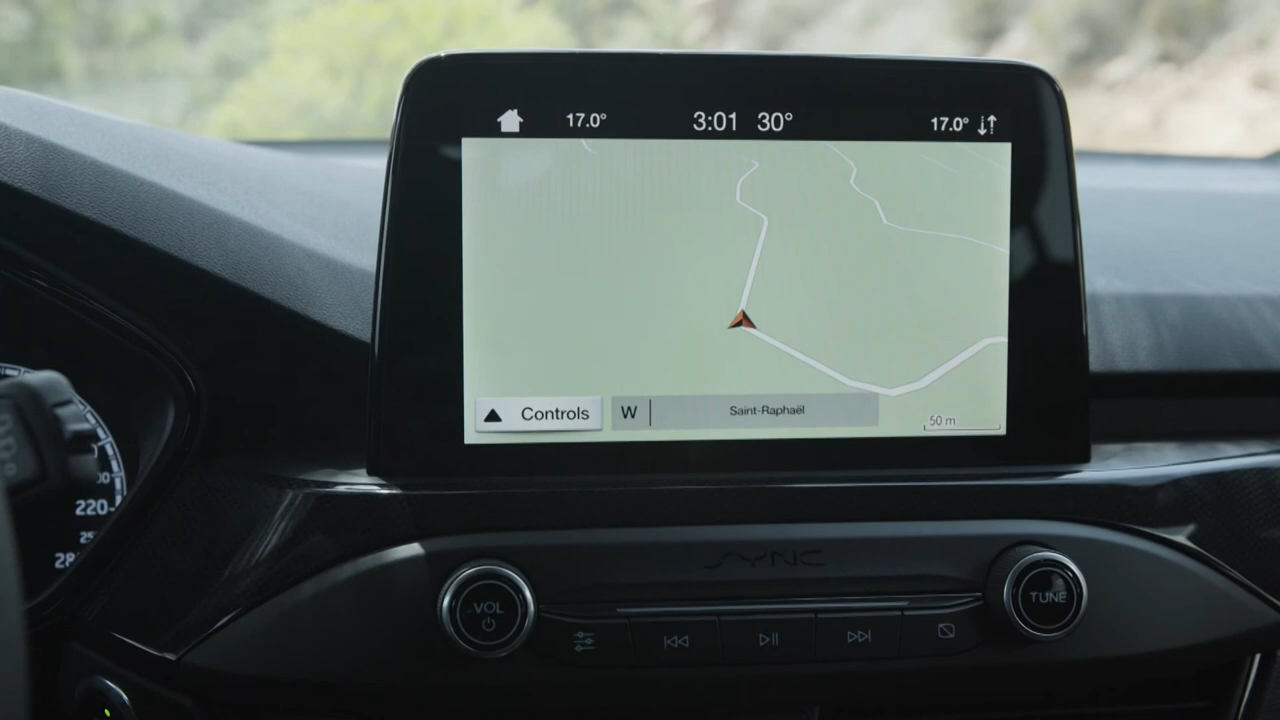 17.0° 3:01 30° 17.0°
Controls W Saint-Raphaël 50 m
220
SYNC
VOL
TUNE